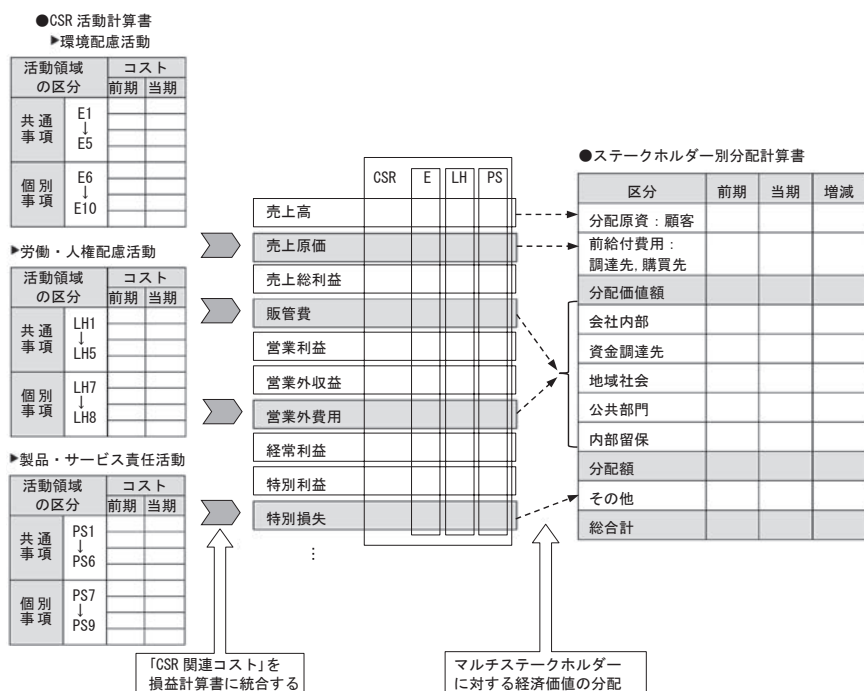 ●CSR 活動計算書
▶環境配慮活動
活動領域
の区分
コスト
前期 当期
共通
事項
E1
↓
E5
個別
事項
E6
↓
E10
▶労働・人権配慮活動
活動領域
の区分
コスト
前期 当期
共通
事項
LH1
↓
LH5
個別
事項
LH7
↓
LH8
▶製品・サービス責任活動
活動領域
の区分
コスト
前期 当期
共通
事項
PS1
↓
PS6
個別
事項
PS7
↓
PS9
CSR E LH PS
売上高
売上原価
売上総利益
販管費
営業利益
営業外収益
営業外費用
経常利益
特別利益
特別損失
⋮
「CSR 関連コスト」を
損益計算書に統合する
●ステークホルダー別分配計算書
区分 前期 当期 増減
分配原資：顧客
前給付費用：
調達先，購買先
分配価値額
会社内部
資金調達先
地域社会
公共部門
内部留保
分配額
その他
総合計
マルチステークホルダー
に対する経済価値の分配